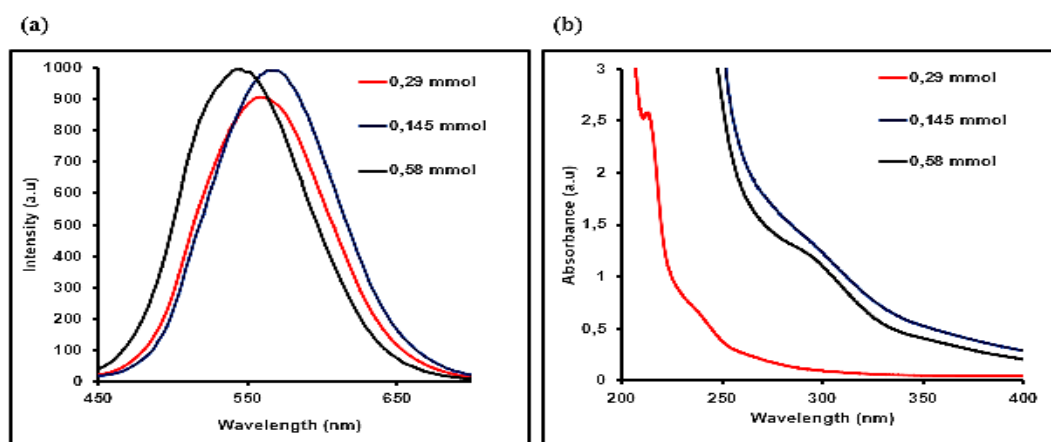 (a)
Intensity (a.u)
1000
900
800
700
600
500
400
300
200
100
0
450
550
650
Wavelength (nm)
0,29 mmol
0,145 mmol
0,58 mmol
(b)
Absorbance (a.u)
3
2,5
2
1,5
1
0,5
0
200
250
300
350
400
Wavelength (nm)
0,29 mmol
0,145 mmol
0,58 mmol